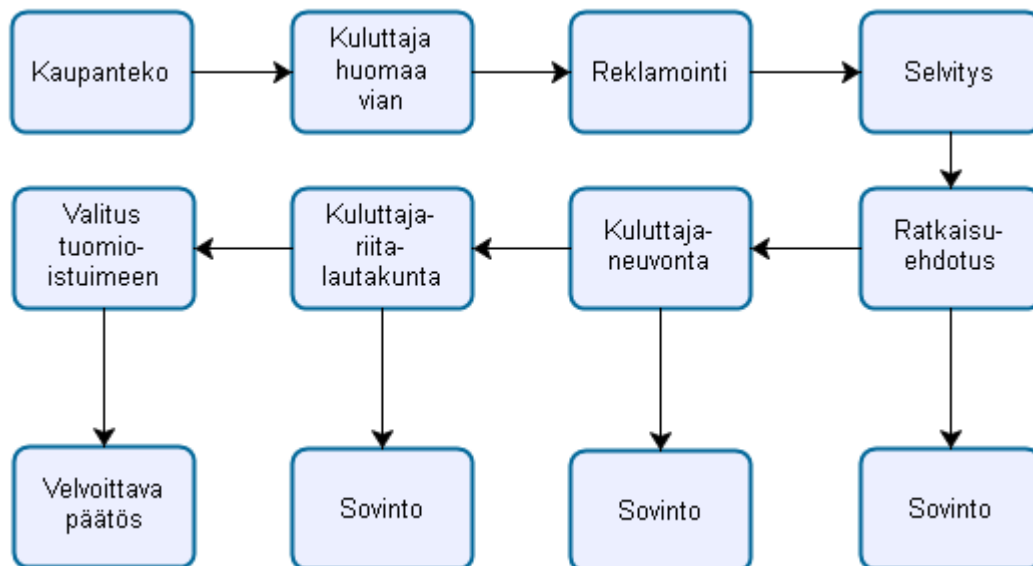 Kaupanteko
Kuluttaja
huomaa
vian
Reklamointi
Selvitys
Valitus
tuomio-
istuimeen
Kuluttaja-
riita-
lautakunta
Kuluttaja-
neuvonta
Ratkaisu-
ehdotus
Velvoittava
päätös
Sovinto
Sovinto
Sovinto